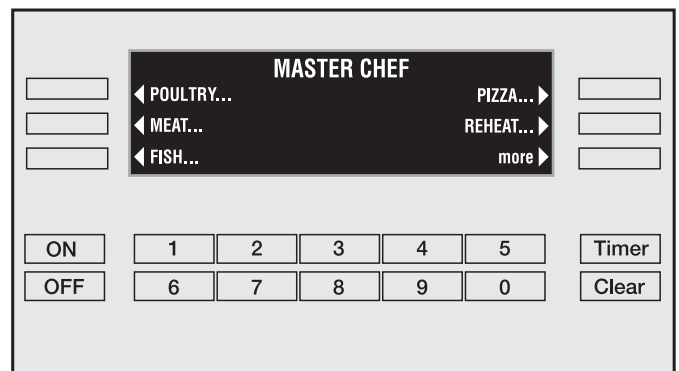 MASTER CHEF
POULTRY... PIZZA...
MEAT... REHEAT...
FISH... more
ON 1 2 3 4 5 Timer
OFF 6 7 8 9 0 Clear